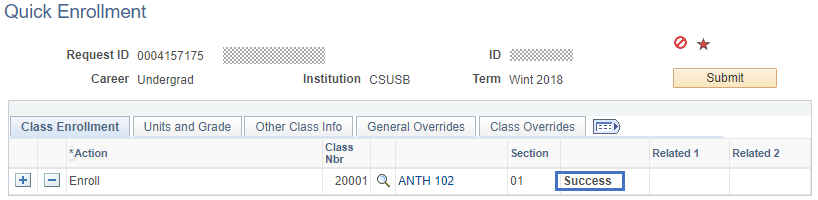 Quick Enrollment
Request ID 0004157175 ID
Career Undergrad Institution CSUSB Term Wint 2018 Submit
Class Enrollment Units and Grade Other Class Info General Overrides Class Overrides
*Action Class Nbr Section Related 1 Related 2
Enroll 20001 ANTH 102 01 Success